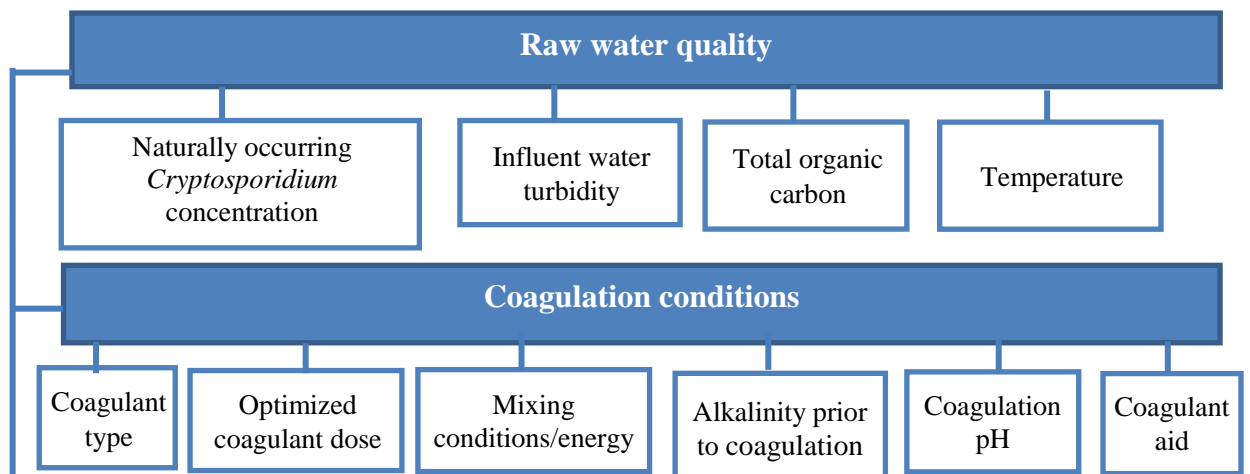 Raw water quality
Naturally occurring
Cryptosporidium
concentration
Influent water
turbidity
Total organic
carbon
Temperature
Coagulation conditions
Coagulant
type
Optimized
coagulant dose
Mixing
conditions/energy
Alkalinity prior
to coagulation
Coagulation
pH
Coagulant
aid